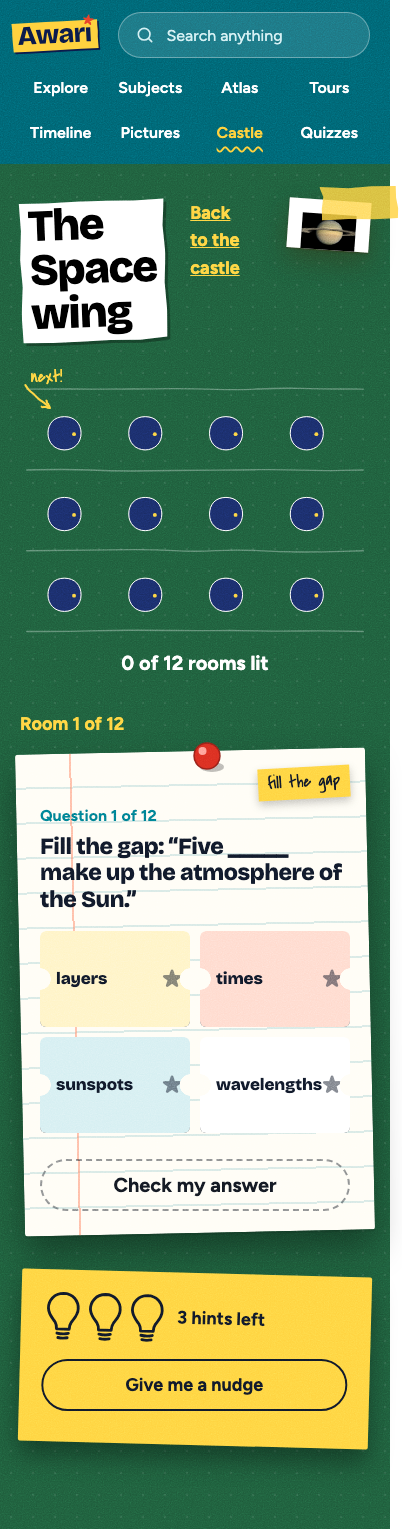 Awari
Search anything
Explore Subjects Atlas Tours
Timeline Pictures Castle Quizzes
The
Space
wing
Back
to the
castle
next!
0 of 12 rooms lit
Room 1 of 12
fill the gap
Question 1 of 12
Fill the gap: “Five _____
make up the atmosphere of
the Sun.”
layers
times
sunspots
wavelengths
Check my answer
3 hints left
Give me a nudge